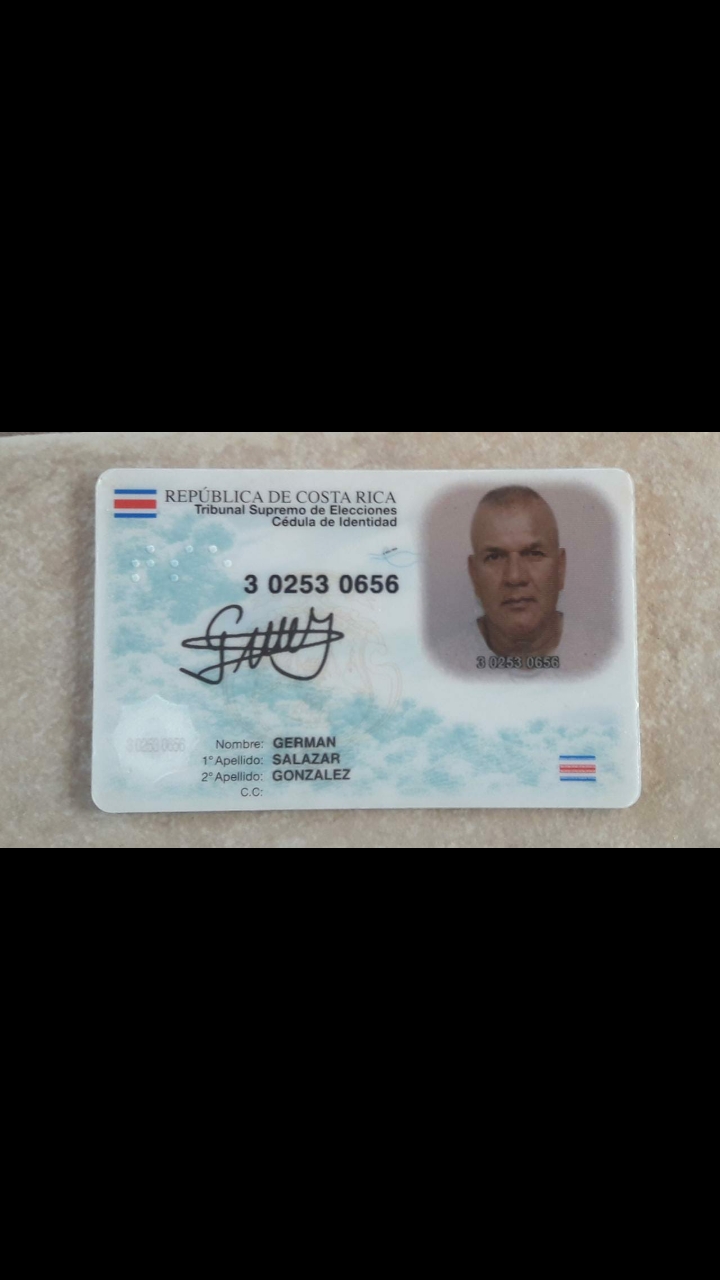 REPÚBLICA DE COSTA RICA
Tribunal Supremo de Elecciones
Cédula de Identidad
3 0253 0656
3 0253 0656
3 0253 0656
Nombre: GERMAN
1° Apellido: SALAZAR
2° Apellido: GONZALEZ
C.C: